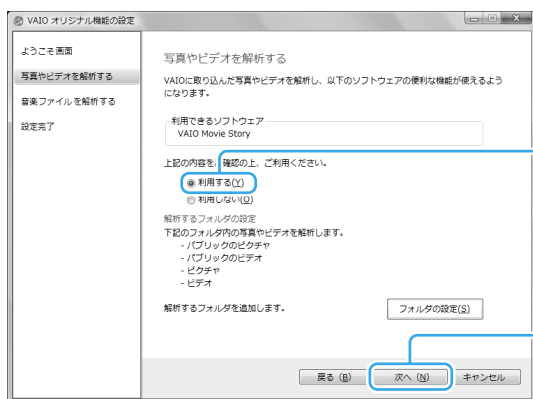 VAIO オリジナル機能の設定
ようこそ画面
写真やビデオを解析する
音楽ファイルを解析する
設定完了
写真やビデオを解析する
VAIOに取り込んだ写真やビデオを解析し、以下のソフトウェアの便利な機能が使えるよう
になります。
利用できるソフトウェア
VAIO Movie Story
上記の内容を、確認の上、ご利用ください。
利用する(Y)
利用しない(O)
解析するフォルダの設定
下記のフォルダ内の写真やビデオを解析します。
- パブリックのピクチャ
- パブリックのビデオ
- ピクチャ
- ビデオ
解析するフォルダを追加します。
フォルダの設定(S)
戻る (B)
次へ (N)
キャンセル